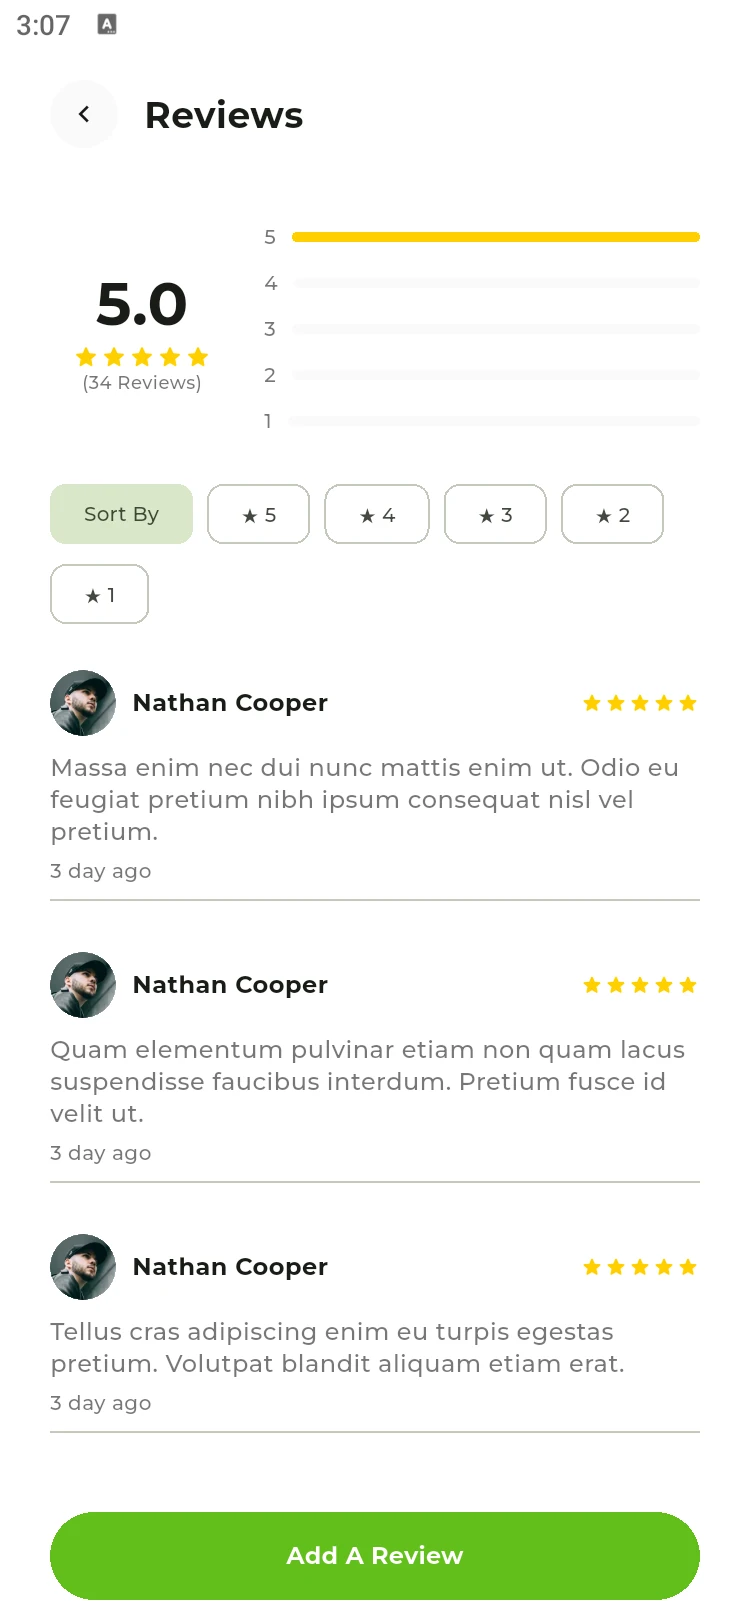 3:07 A
Reviews
5
4
3
2
1
5.0
(34 Reviews)
Sort By ★ 5 ★ 4 ★ 3 ★ 2
★ 1
Nathan Cooper
Massa enim nec dui nunc mattis enim ut. Odio eu
feugiat pretium nibh ipsum consequat nisl vel
pretium.
3 day ago
Nathan Cooper
Quam elementum pulvinar etiam non quam lacus
suspendisse faucibus interdum. Pretium fusce id
velit ut.
3 day ago
Nathan Cooper
Tellus cras adipiscing enim eu turpis egestas
pretium. Volutpat blandit aliquam etiam erat.
3 day ago
Add A Review